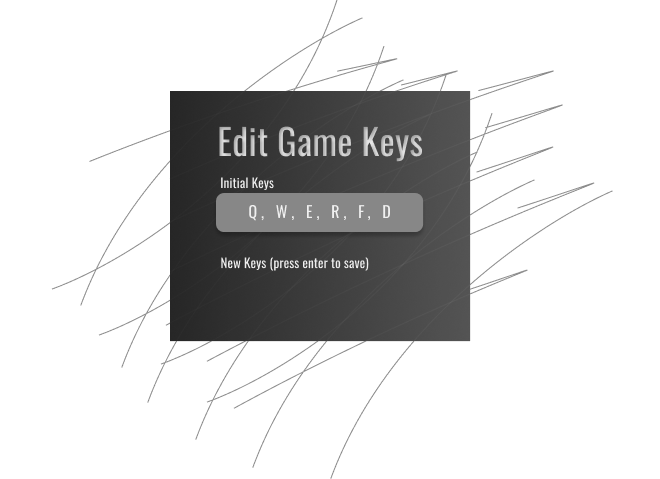 Edit Game Keys
Initial Keys
Q, W, E, R, F, D
New Keys (press enter to save)